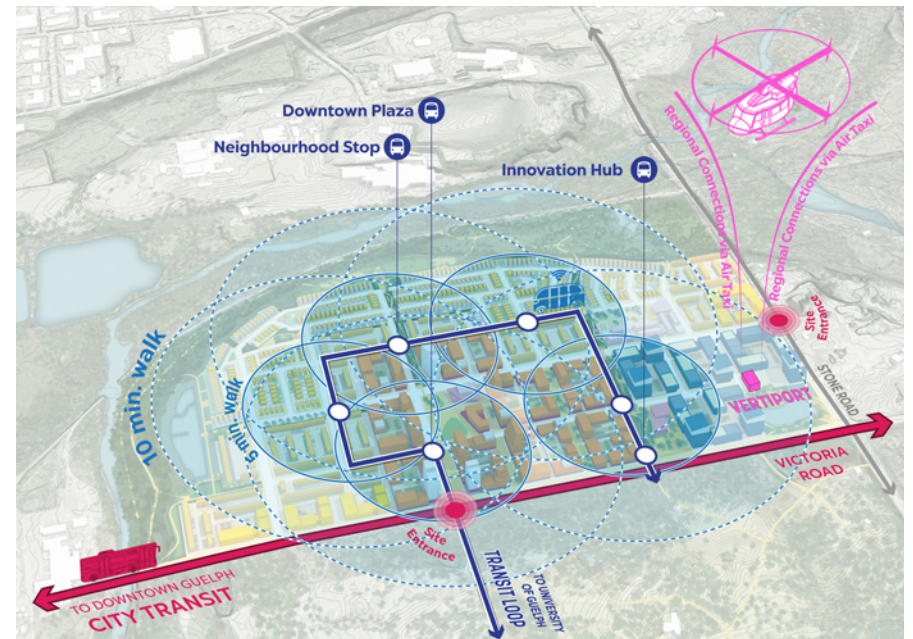 Downtown Plaza
Neighbourhood Stop
Innovation Hub
Regional Connections via Air Taxi
Regional Connections via Air Taxi
Site
Entrance
10 min. walk
5 min. walk
STONE ROAD
VERTIPORT
VICTORIA
ROAD
Site
Entrance
TO DOWNTOWN GUELPH
CITY TRANSIT
TRANSIT LOOP
TO UNIVERSITY
OF GUELPH